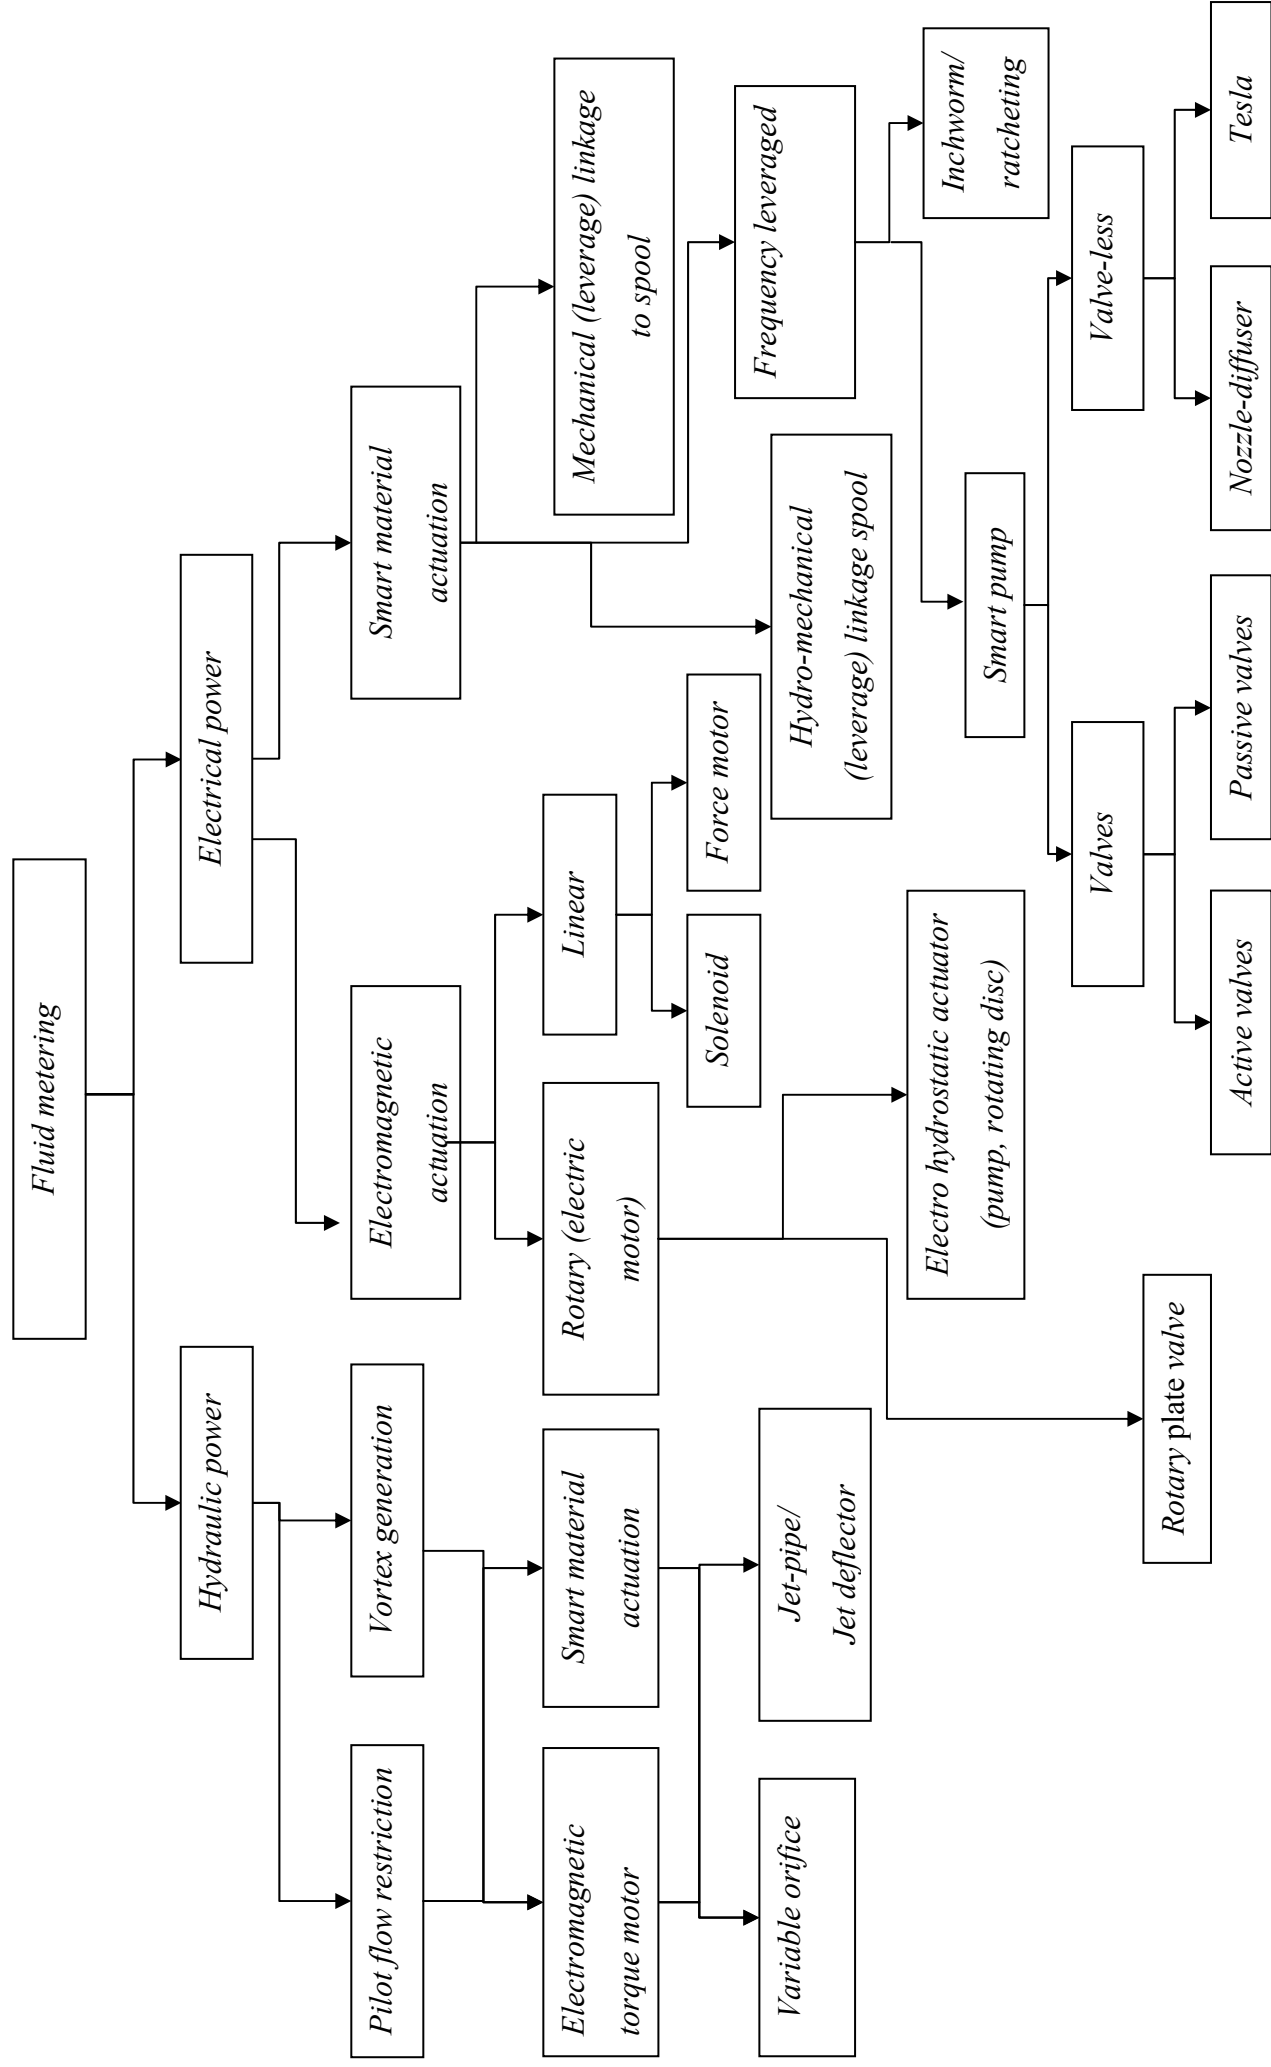 Fluid metering
Hydraulic power
Electrical power
Pilot flow restriction
Vortex generation
Electromagnetic
actuation
Smart material
actuation
Electromagnetic
torque motor
Smart material
actuation
Rotary (electric
motor)
Linear
Mechanical (leverage) linkage
to spool
Solenoid
Force motor
Variable orifice
Jet-pipe/
Jet deflector
Hydro-mechanical
(leverage) linkage spool
Frequency leveraged
Electro hydrostatic actuator
(pump, rotating disc)
Smart pump
Inchworm/
ratcheting
Valves
Valve-less
Rotary plate valve
Active valves
Passive valves
Nozzle-diffuser
Tesla